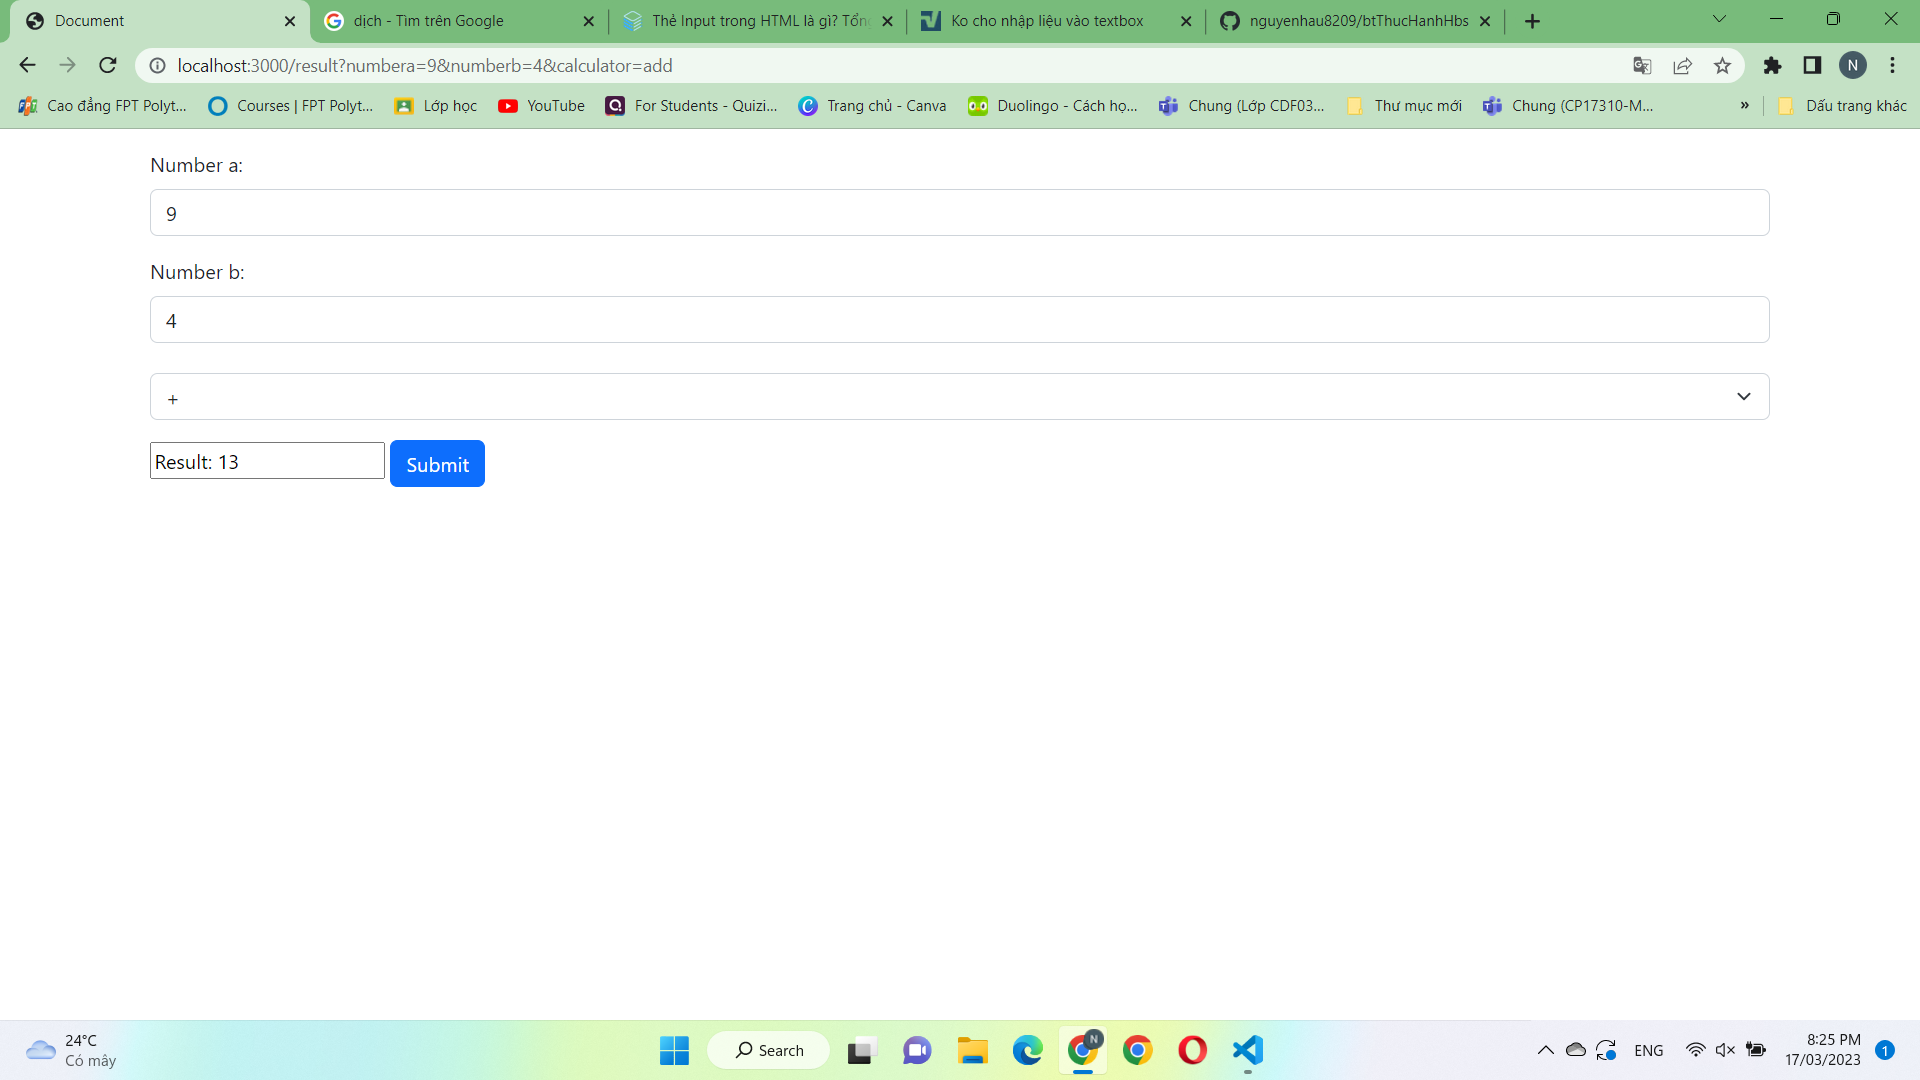 Document
dịch - Tìm trên Google
Thẻ Input trong HTML là gì? Tổng
Ko cho nhập liệu vào textbox
nguyenhau8209/btThucHanhHbs
localhost:3000/result?numbera=9&numberb=4&calculator=add
N
Cao đẳng FPT Polyt...
Courses | FPT Polyt...
Lớp học
YouTube
For Students - Quizi...
Trang chủ - Canva
Duolingo - Cách họ...
Chung (Lớp CDF03...
Thư mục mới
Chung (CP17310-M...
»
Dấu trang khác
Number a:
9
Number b:
4
+
Result: 13
Submit
24°C
Có mây
Search
N
ENG
8:25 PM
17/03/2023
1